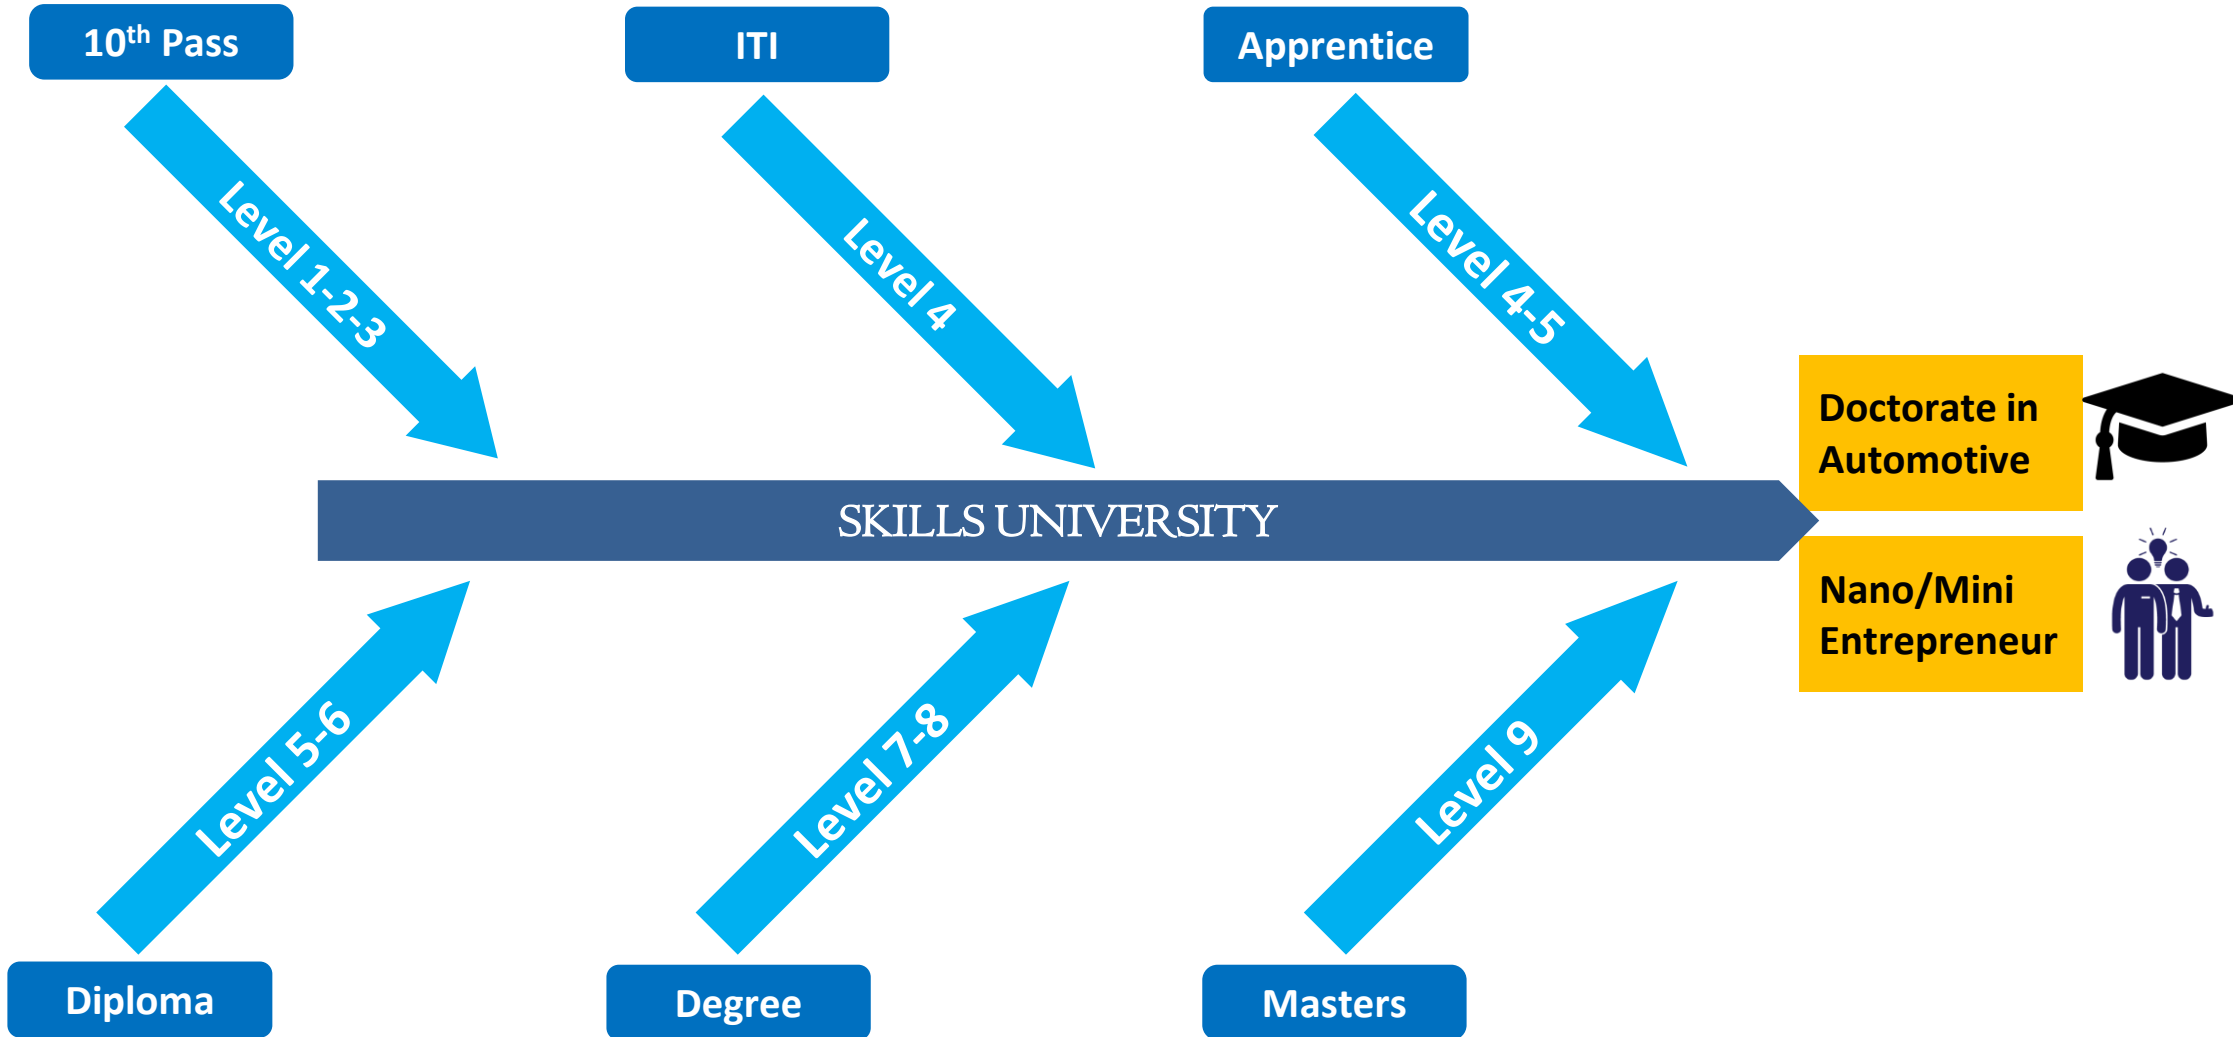 10th Pass
ITI
Apprentice
Level 1-2-3
Level 4
Level 4-5
Doctorate in
Automotive
SKILLS UNIVERSITY
Nano/Mini
Entrepreneur
Level 5-6
Level 7-8
Level 9
Diploma
Degree
Masters